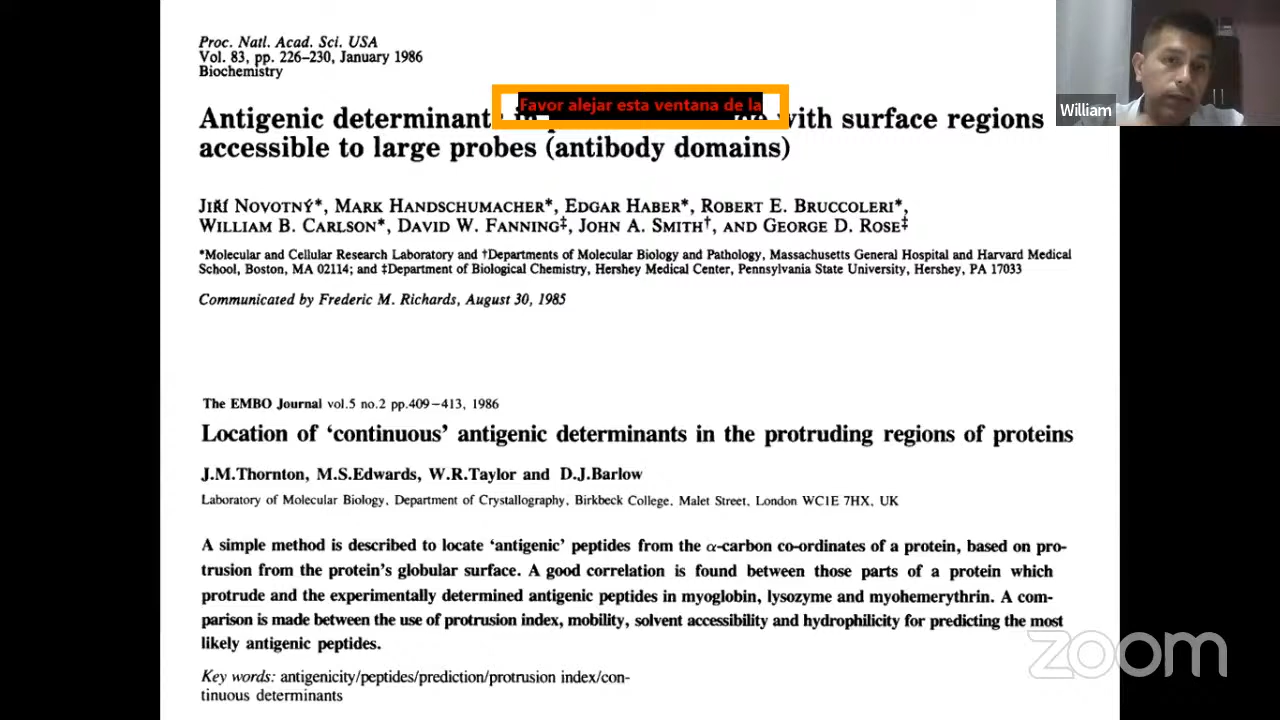 Proc. Natl. Acad. Sci. USA
Vol. 83, pp. 226–230, January 1986
Biochemistry
Favor alejar esta ventana de la
Antigenic with surface regions
accessible to large probes (antibody domains)
JIŘÍ NOVOTNÝ*, MARK HANDSCHUMACHER*, EDGAR HABER*, ROBERT E. BRUCCOLERI*,
WILLIAM B. CARLSON*, DAVID W. FANNING‡, JOHN A. SMITH†, AND GEORGE D. ROSE‡
*Molecular and Cellular Research Laboratory and †Departments of Molecular Biology and Pathology, Massachusetts General Hospital and Harvard Medical
School, Boston, MA 02114; and ‡Department of Biological Chemistry, Hershey Medical Center, Pennsylvania State University, Hershey, PA 17033
Communicated by Frederic M. Richards, August 30, 1985
William
The EMBO Journal vol.5 no.2 pp.409–413, 1986
Location of ‘continuous’ antigenic determinants in the protruding regions of proteins
J.M.Thornton, M.S.Edwards, W.R.Taylor and D.J.Barlow
Laboratory of Molecular Biology, Department of Crystallography, Birkbeck College, Malet Street, London WC1E 7HX, UK
A simple method is described to locate ‘antigenic’ peptides from the α-carbon co-ordinates of a protein, based on pro-
trusion from the protein's globular surface. A good correlation is found between those parts of a protein which
protrude and the experimentally determined antigenic peptides in myoglobin, lysozyme and myohemerythrin. A com-
parison is made between the use of protrusion index, mobility, solvent accessibility and hydrophilicity for predicting the most
likely antigenic peptides.
Key words: antigenicity/peptides/prediction/protrusion index/con-
tinuous determinants
zoom